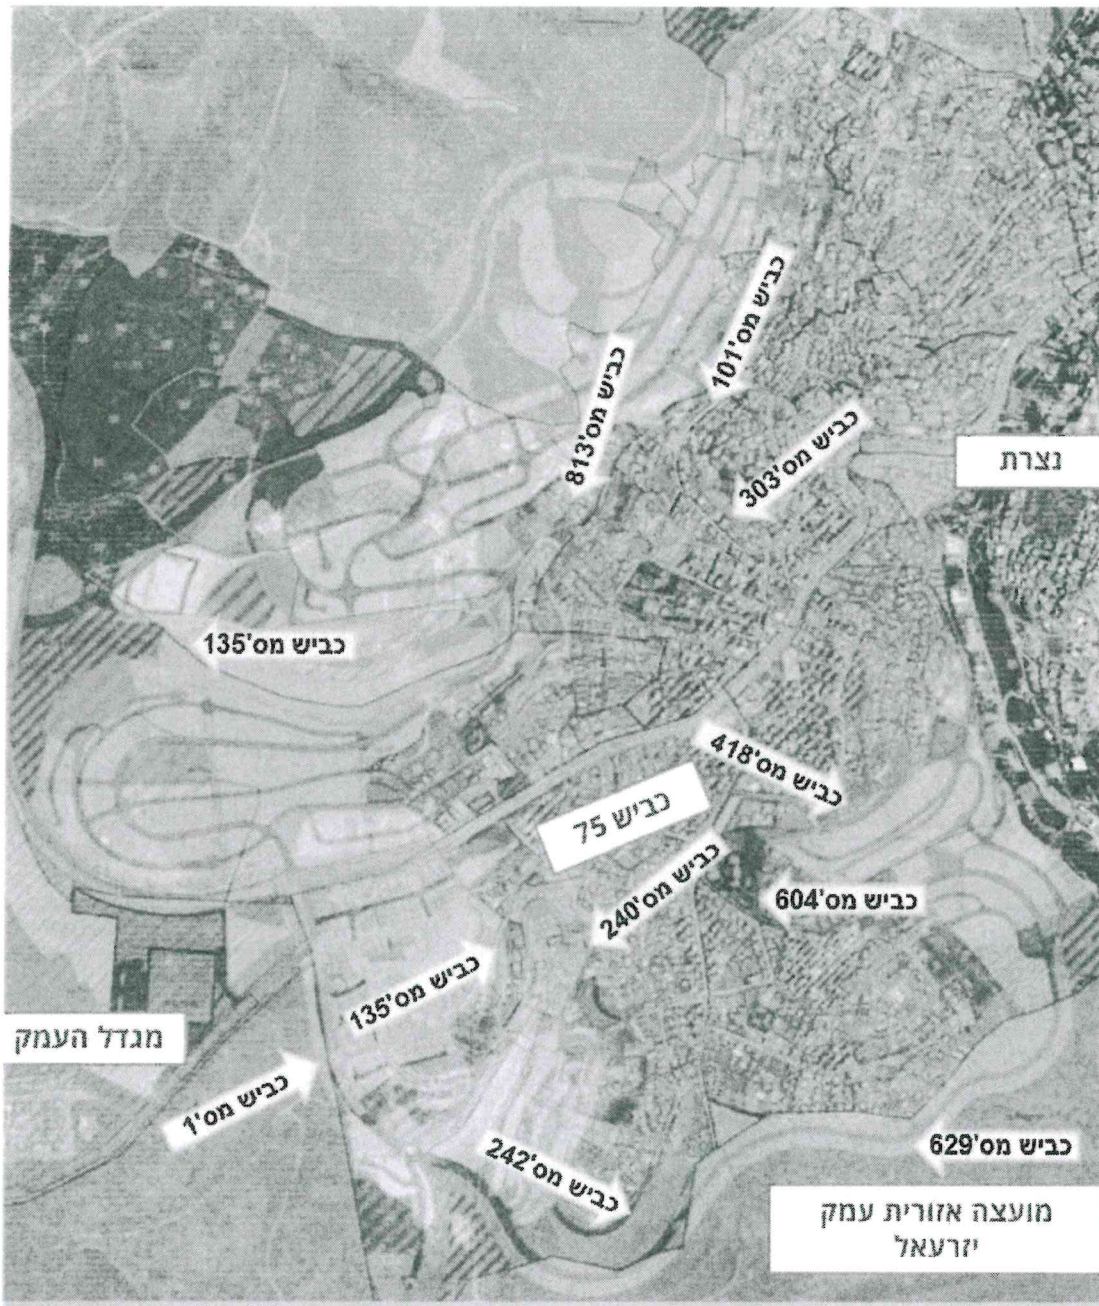 כביש מס'101
כביש מס'813
כביש מס'303
נצרת
כביש מס'135
כביש מס'418
כביש 75
כביש מס'240
כביש מס'604
כביש מס'135
מגדל העמק
כביש מס'1
כביש מס'242
כביש מס'629
מועצה אזורית עמק
יזרעאל